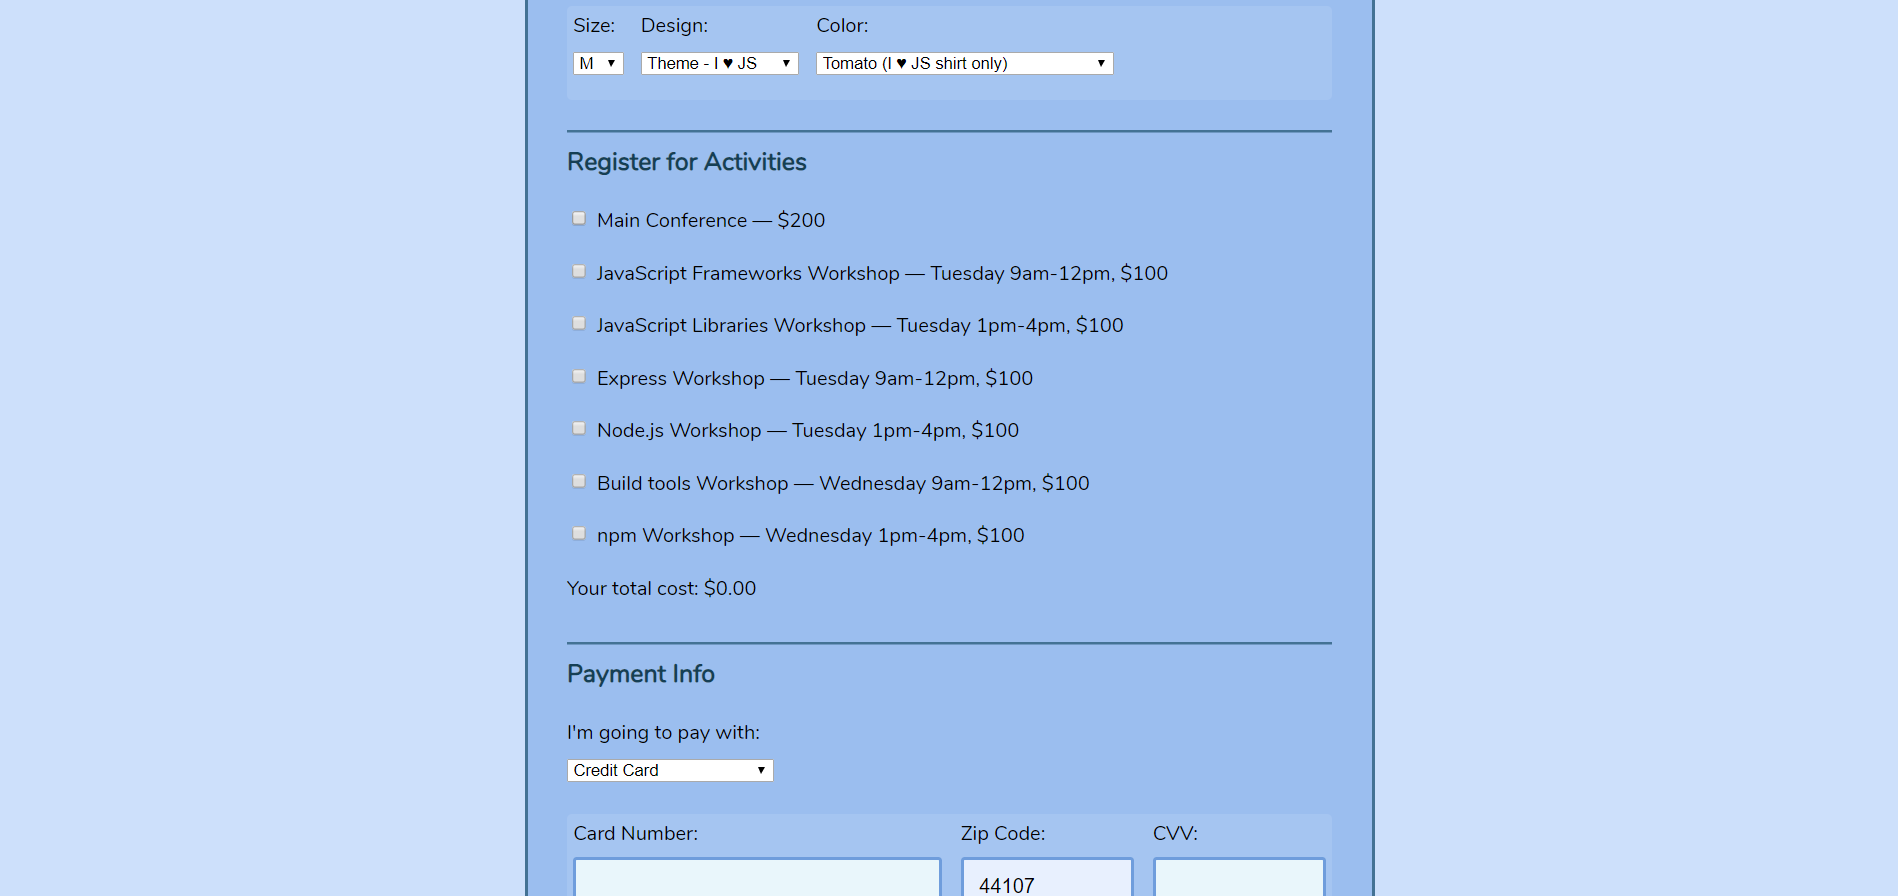 Size: Design: Color:
M Theme - I ♥ JS Tomato (I ♥ JS shirt only)
Register for Activities
Main Conference — $200
JavaScript Frameworks Workshop — Tuesday 9am-12pm, $100
JavaScript Libraries Workshop — Tuesday 1pm-4pm, $100
Express Workshop — Tuesday 9am-12pm, $100
Node.js Workshop — Tuesday 1pm-4pm, $100
Build tools Workshop — Wednesday 9am-12pm, $100
npm Workshop — Wednesday 1pm-4pm, $100
Your total cost: $0.00
Payment Info
I'm going to pay with:
Credit Card
Card Number: Zip Code: CVV:
44107